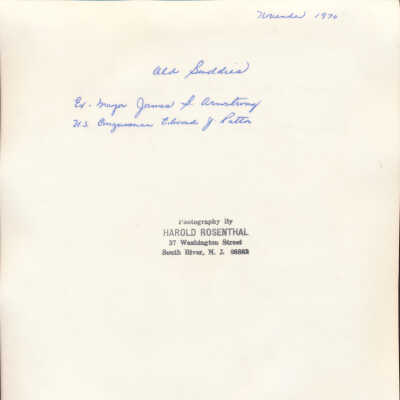 November 1970
Old Buddies
Ex-Mayor James S. Armstrong
U.S. Congressman Edward J. Patten
Photography By
HAROLD ROSENTHAL
37 Washington Street
South River, N. J. 08882